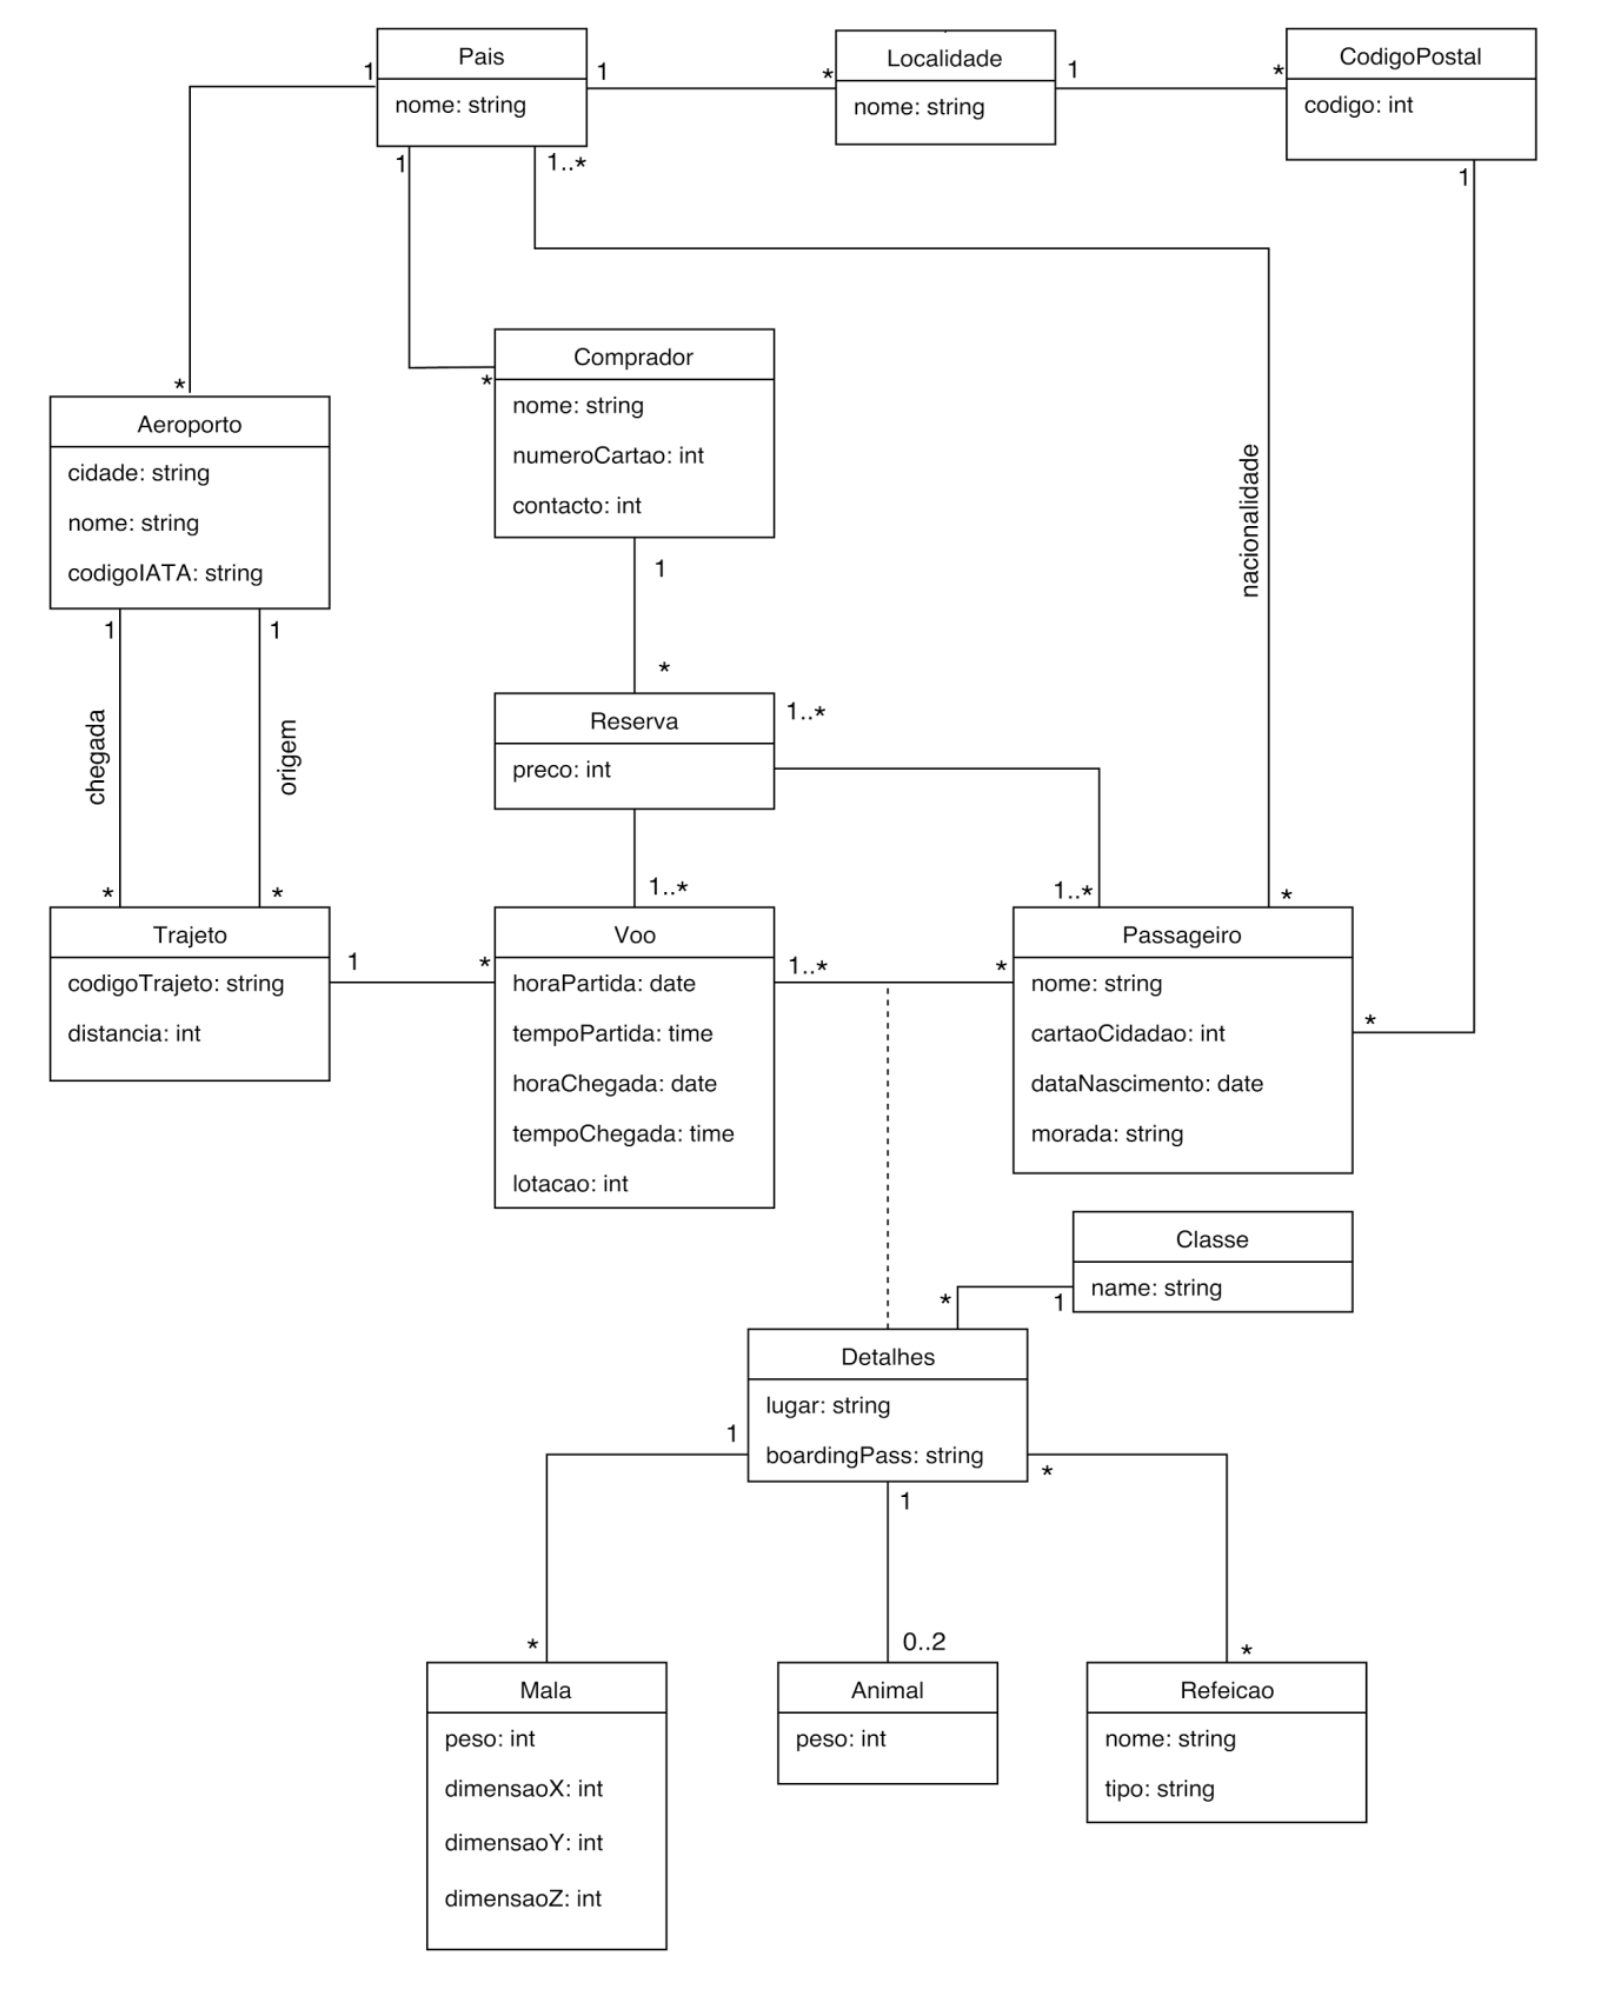 Pais
nome: string
Localidade
nome: string
CodigoPostal
codigo: int
1
1
*
1
*
1
1..*
1
Comprador
nome: string
numeroCartao: int
contacto: int
*
*
Aeroporto
cidade: string
nome: string
codigoIATA: string
nacionalidade
1
1
1
*
chegada
origem
Reserva
preco: int
1..*
*
*
1..*
1..*
*
Trajeto
codigoTrajeto: string
distancia: int
1
*
Voo
horaPartida: date
tempoPartida: time
horaChegada: date
tempoChegada: time
lotacao: int
1..*
*
Passageiro
nome: string
cartaoCidadao: int
dataNascimento: date
morada: string
*
Classe
name: string
*
1
Detalhes
lugar: string
boardingPass: string
1
1
*
*
0..2
*
Mala
peso: int
dimensaoX: int
dimensaoY: int
dimensaoZ: int
Animal
peso: int
Refeicao
nome: string
tipo: string